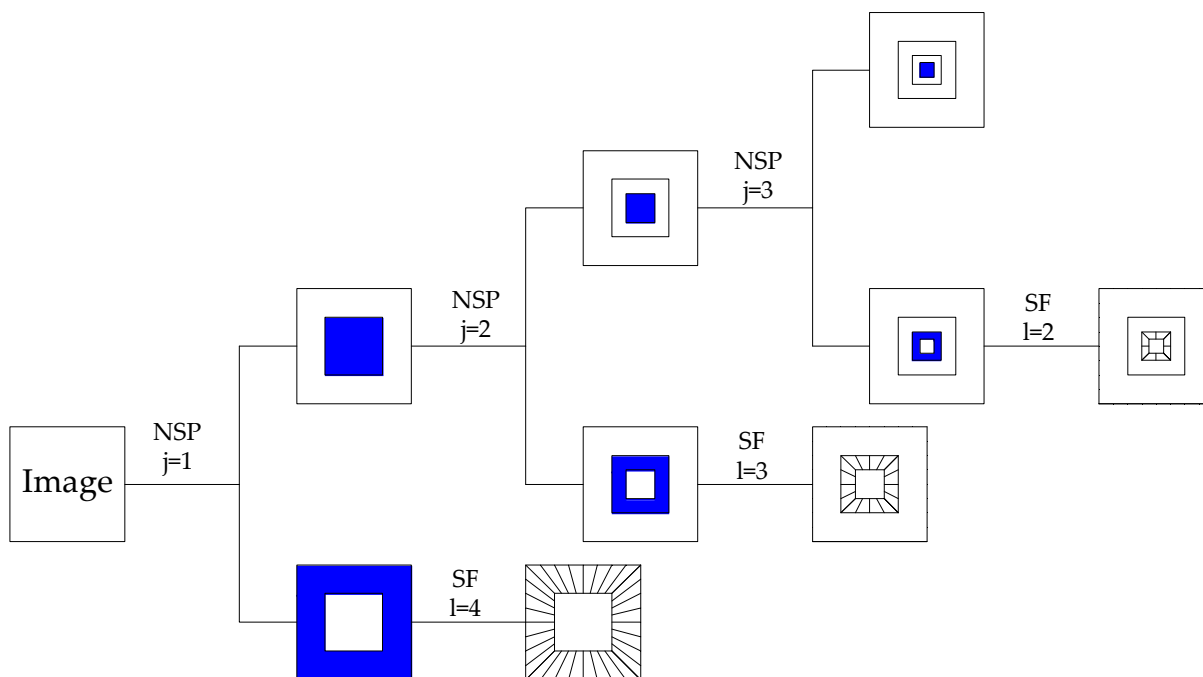 NSP
j=3
NSP
j=2
SF
l=2
NSP
j=1
Image
SF
l=3
SF
l=4